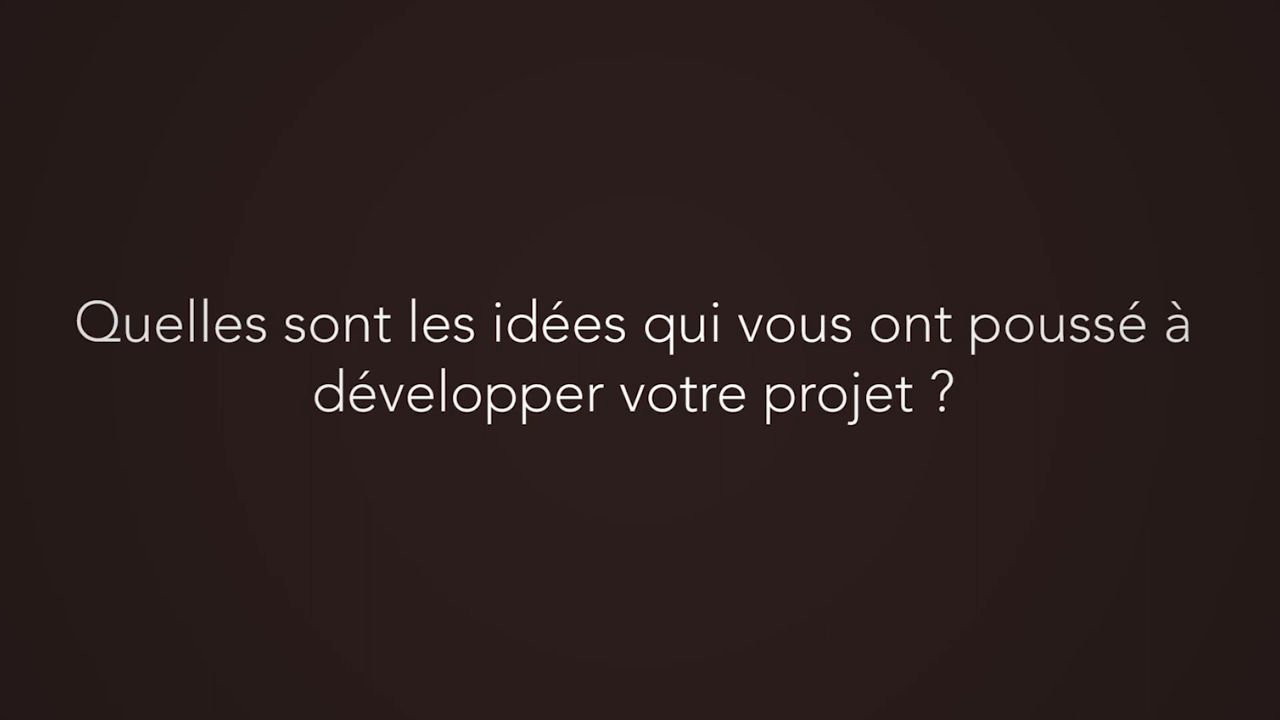 Quelles sont les idées qui vous ont poussé à
développer votre projet ?